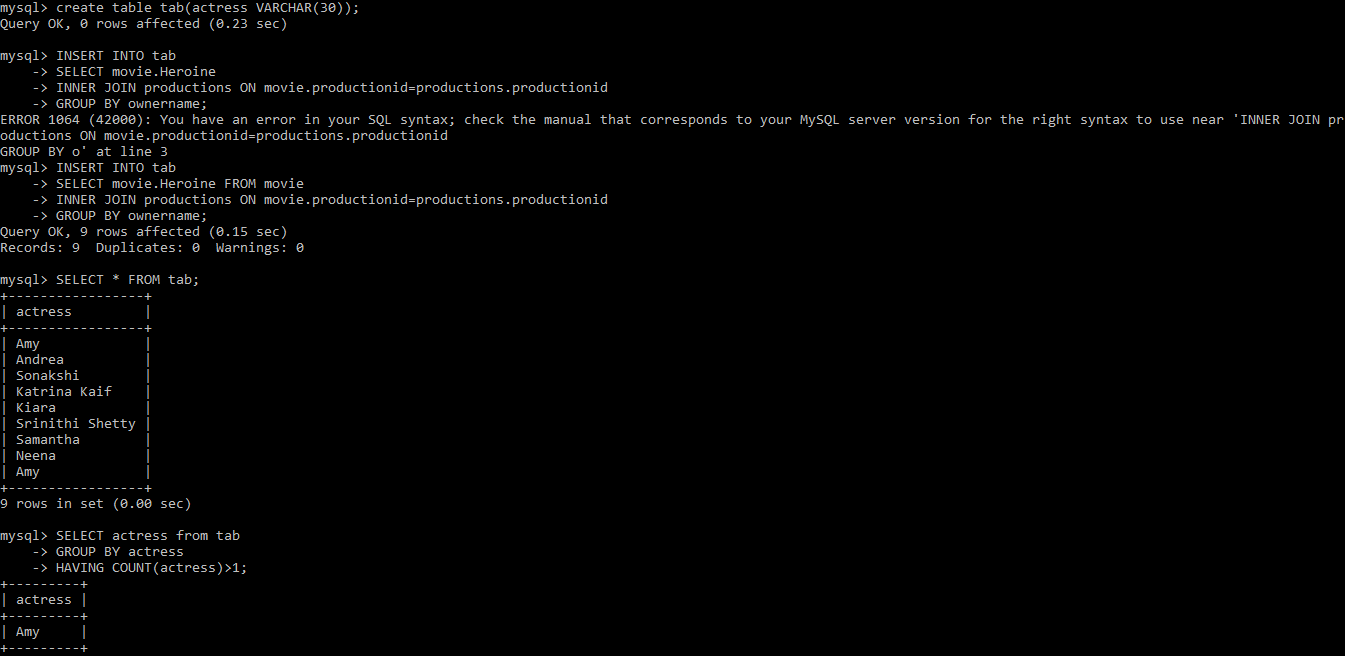 mysql> create table tab(actress VARCHAR(30));
Query OK, 0 rows affected (0.23 sec)
mysql> INSERT INTO tab
    -> SELECT movie.Heroine
    -> INNER JOIN productions ON movie.productionid=productions.productionid
    -> GROUP BY ownername;
ERROR 1064 (42000): You have an error in your SQL syntax; check the manual that corresponds to your MySQL server version for the right syntax to use near 'INNER JOIN pr
oductions ON movie.productionid=productions.productionid
GROUP BY o' at line 3
mysql> INSERT INTO tab
    -> SELECT movie.Heroine FROM movie
    -> INNER JOIN productions ON movie.productionid=productions.productionid
    -> GROUP BY ownername;
Query OK, 9 rows affected (0.15 sec)
Records: 9  Duplicates: 0  Warnings: 0
mysql> SELECT * FROM tab;
+-----------------+
| actress         |
+-----------------+
| Amy             |
| Andrea          |
| Sonakshi        |
| Katrina Kaif    |
| Kiara           |
| Srinithi Shetty |
| Samantha        |
| Neena           |
| Amy             |
+-----------------+
9 rows in set (0.00 sec)
mysql> SELECT actress from tab
    -> GROUP BY actress
    -> HAVING COUNT(actress)>1;
+---------+
| actress |
+---------+
| Amy     |
+---------+